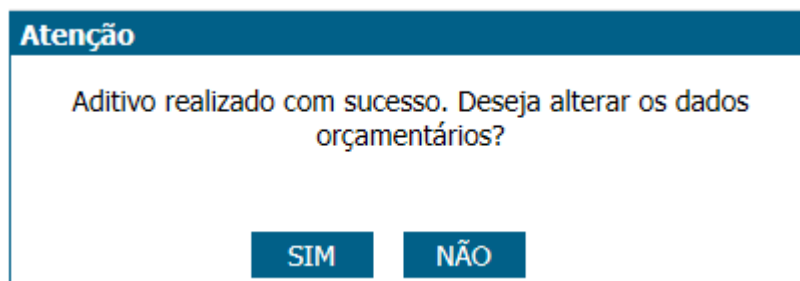 Atenção
Aditivo realizado com sucesso. Deseja alterar os dados
orçamentários?
SIM
NÃO